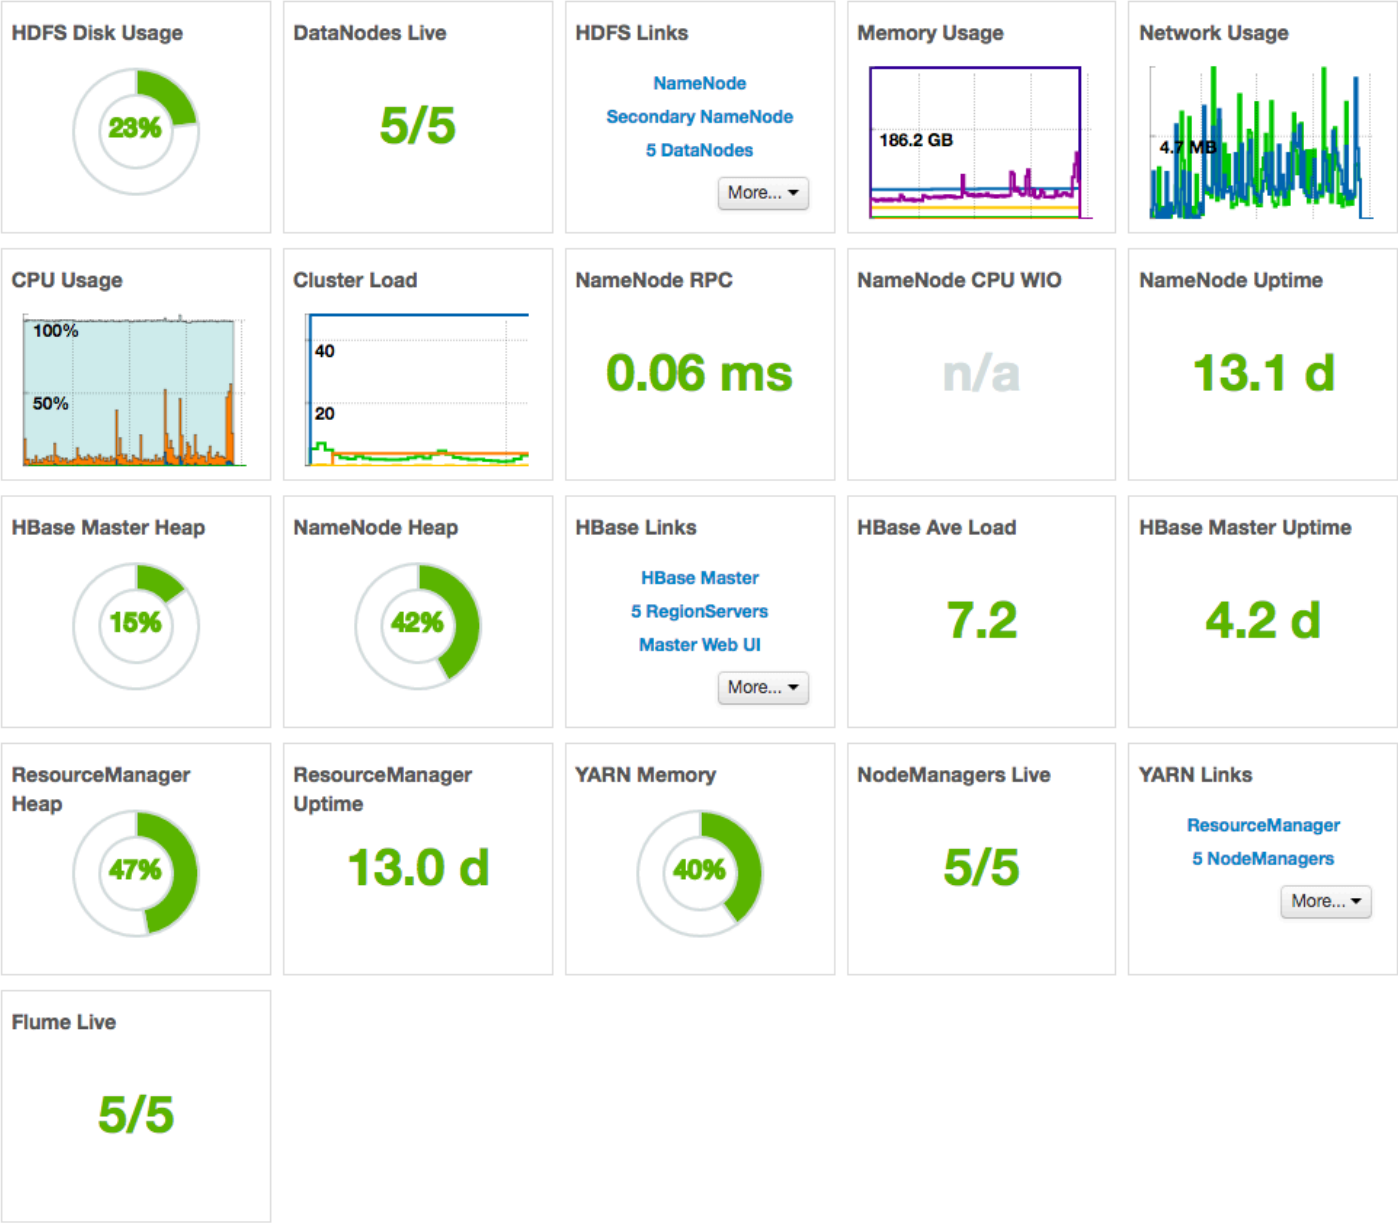 HDFS Disk Usage
23%
DataNodes Live
5/5
HDFS Links
NameNode
Secondary NameNode
5 DataNodes
More...
Memory Usage
186.2 GB
Network Usage
4.7 MB
CPU Usage
100%
50%
Cluster Load
40
20
NameNode RPC
0.06 ms
NameNode CPU WIO
n/a
NameNode Uptime
13.1 d
HBase Master Heap
15%
NameNode Heap
42%
HBase Links
HBase Master
5 RegionServers
Master Web UI
More...
HBase Ave Load
7.2
HBase Master Uptime
4.2 d
ResourceManager
Heap
47%
ResourceManager
Uptime
13.0 d
YARN Memory
40%
NodeManagers Live
5/5
YARN Links
ResourceManager
5 NodeManagers
More...
Flume Live
5/5